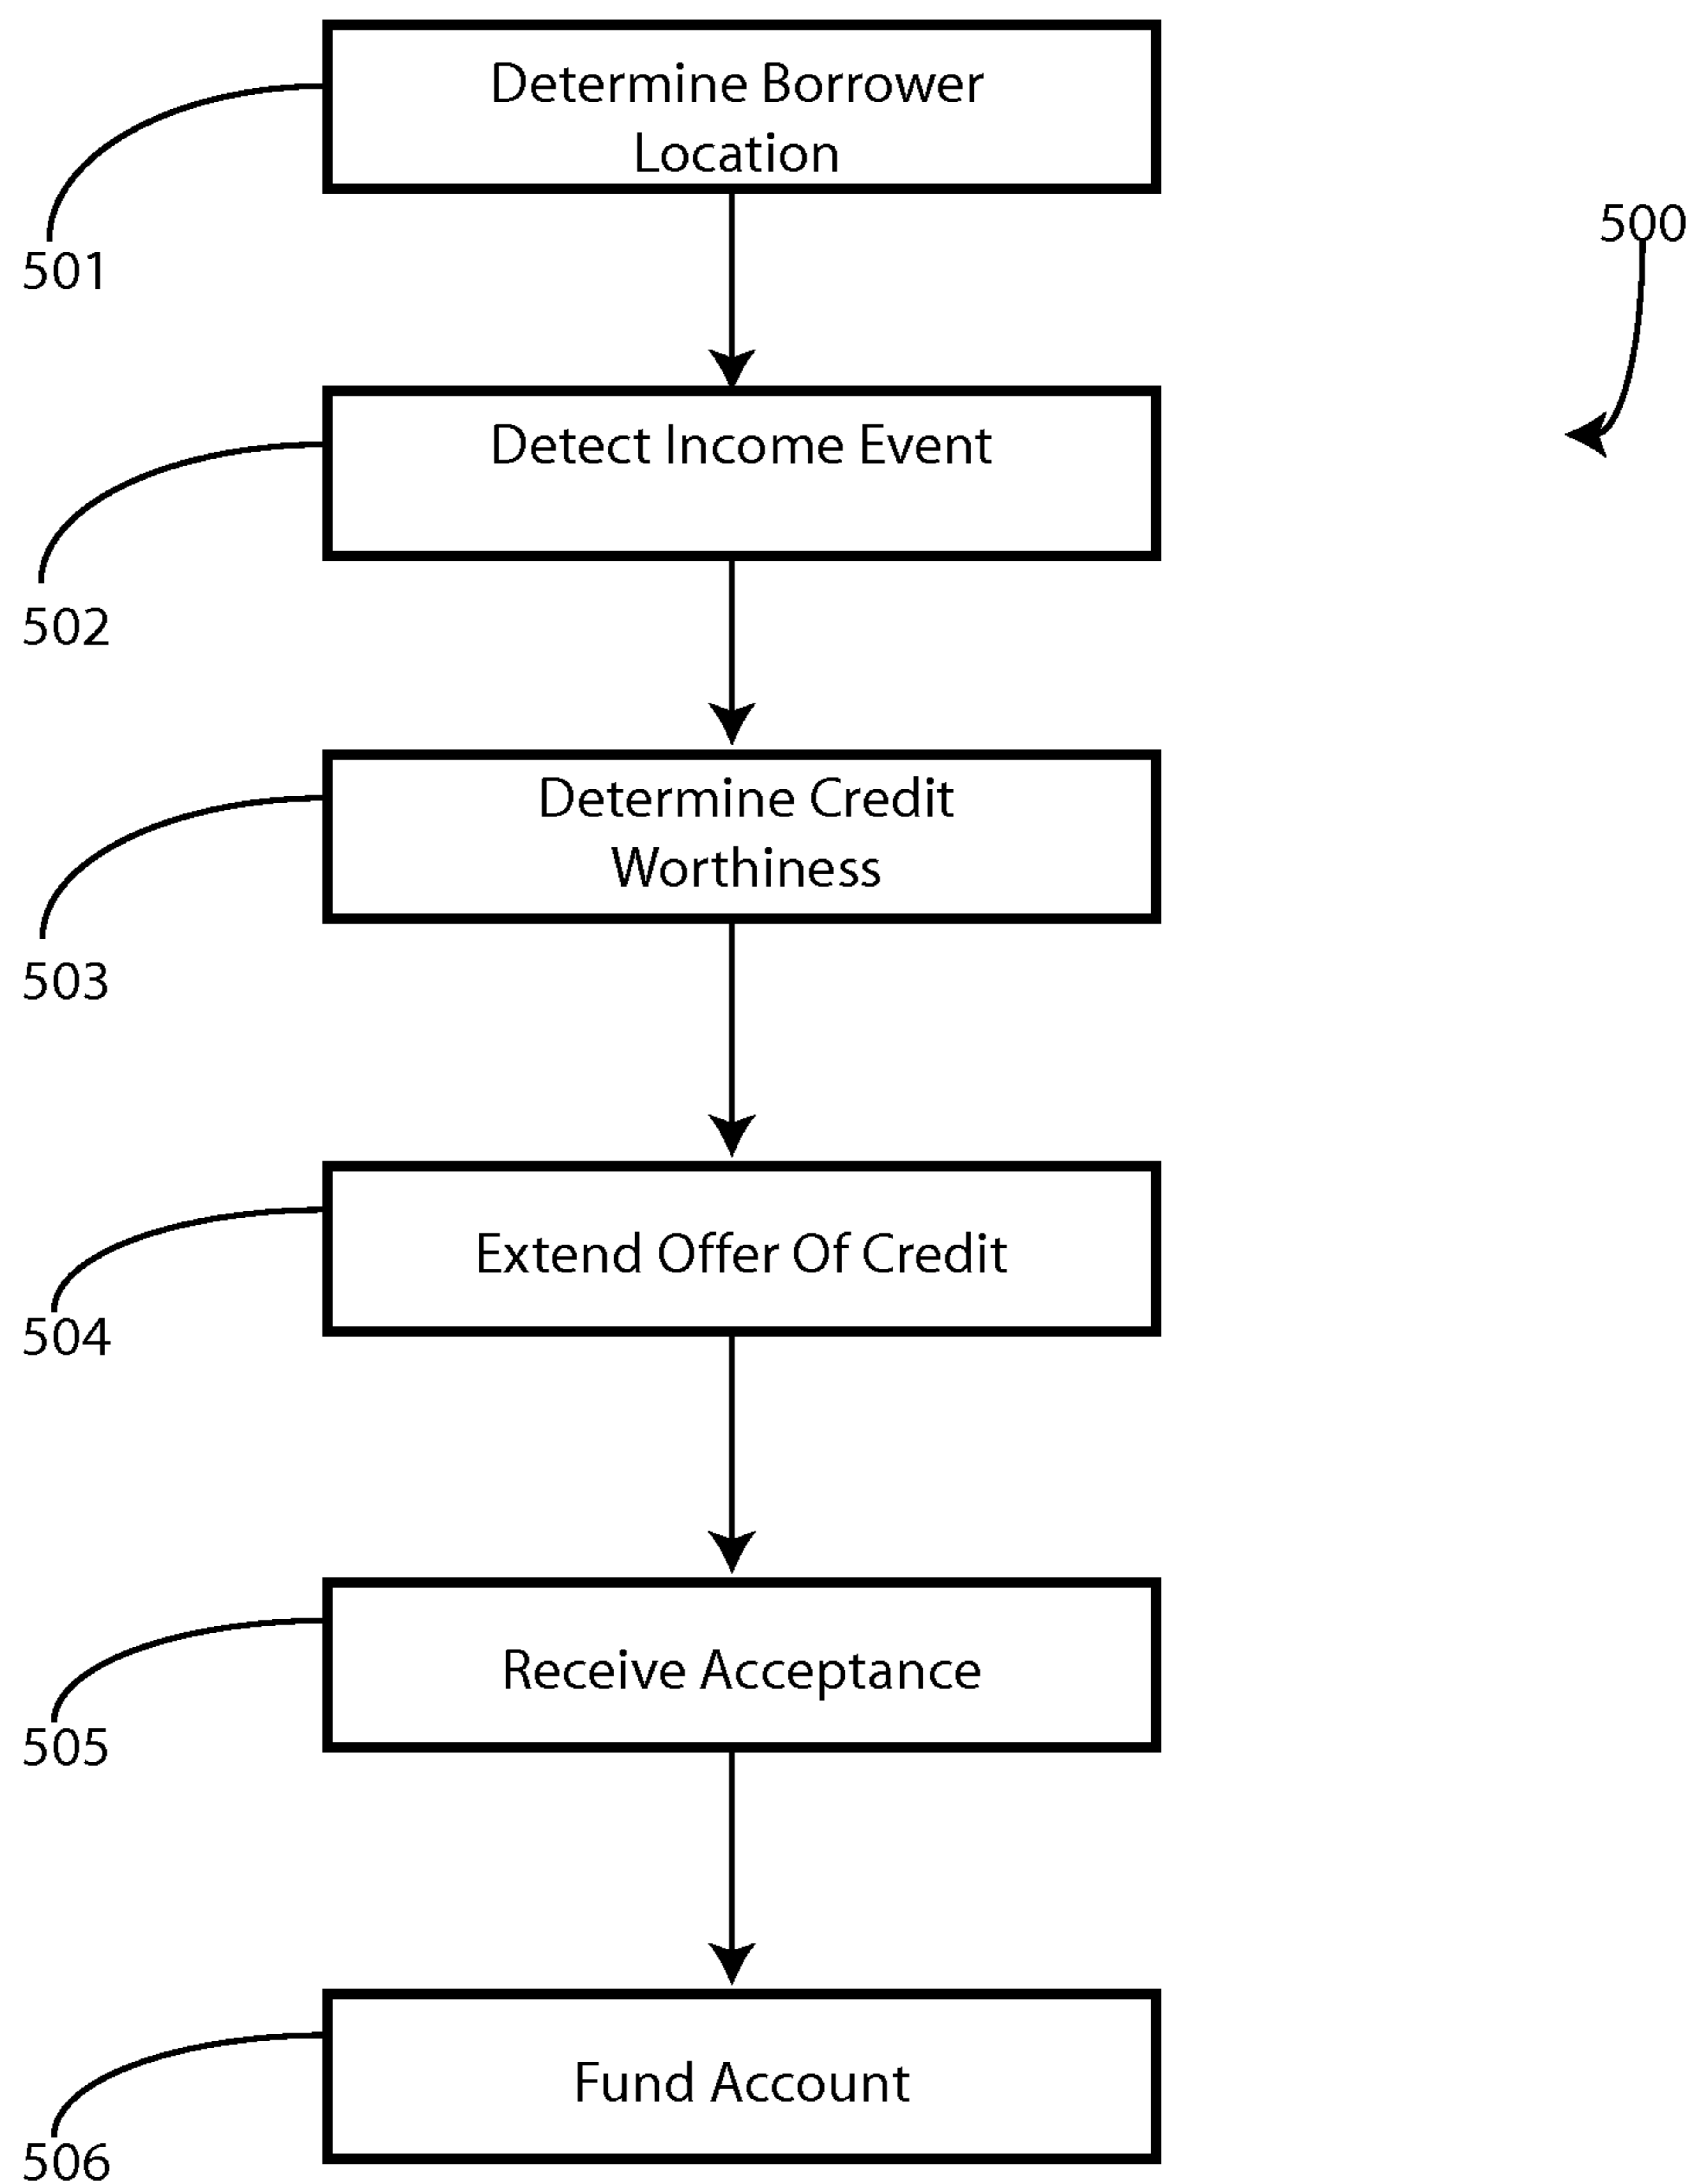 Determine Borrower
Location
501
500
Detect Income Event
502
Determine Credit
Worthiness
503
Extend Offer Of Credit
504
Receive Acceptance
505
Fund Account
506